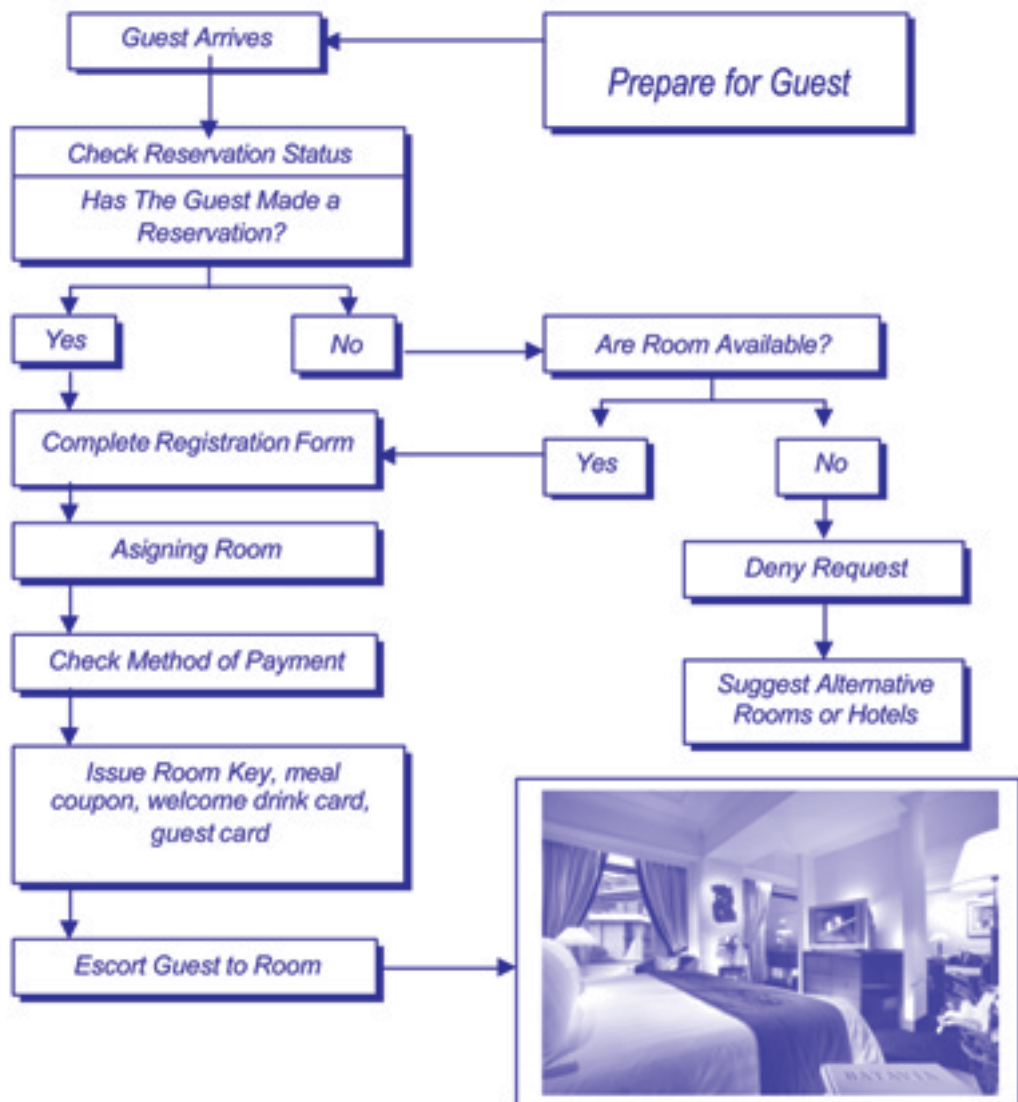 Guest Arrives
Prepare for Guest
Check Reservation Status
Has The Guest Made a
Reservation?
Yes
No
Are Room Available?
Complete Registration Form
Yes
No
Asigning Room
Deny Request
Check Method of Payment
Suggest Alternative
Rooms or Hotels
Issue Room Key, meal
coupon, welcome drink card,
guest card
Escort Guest to Room
BATAVIA